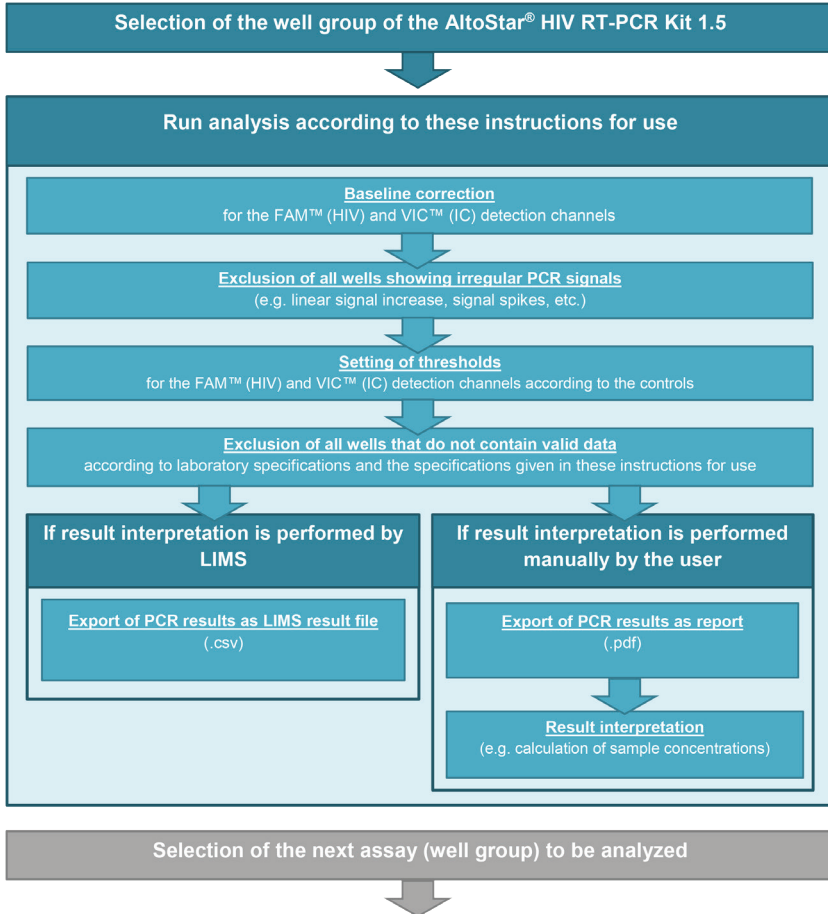 Selection of the well group of the AltoStar® HIV RT-PCR Kit 1.5
Run analysis according to these instructions for use
Baseline correction
for the FAM™ (HIV) and VIC™ (IC) detection channels
Exclusion of all wells showing irregular PCR signals
(e.g. linear signal increase, signal spikes, etc.)
Setting of thresholds
for the FAM™ (HIV) and VIC™ (IC) detection channels according to the controls
Exclusion of all wells that do not contain valid data
according to laboratory specifications and the specifications given in these instructions for use
If result interpretation is performed by
LIMS
Export of PCR results as LIMS result file
(.csv)
If result interpretation is performed
manually by the user
Export of PCR results as report
(.pdf)
Result interpretation
(e.g. calculation of sample concentrations)
Selection of the next assay (well group) to be analyzed